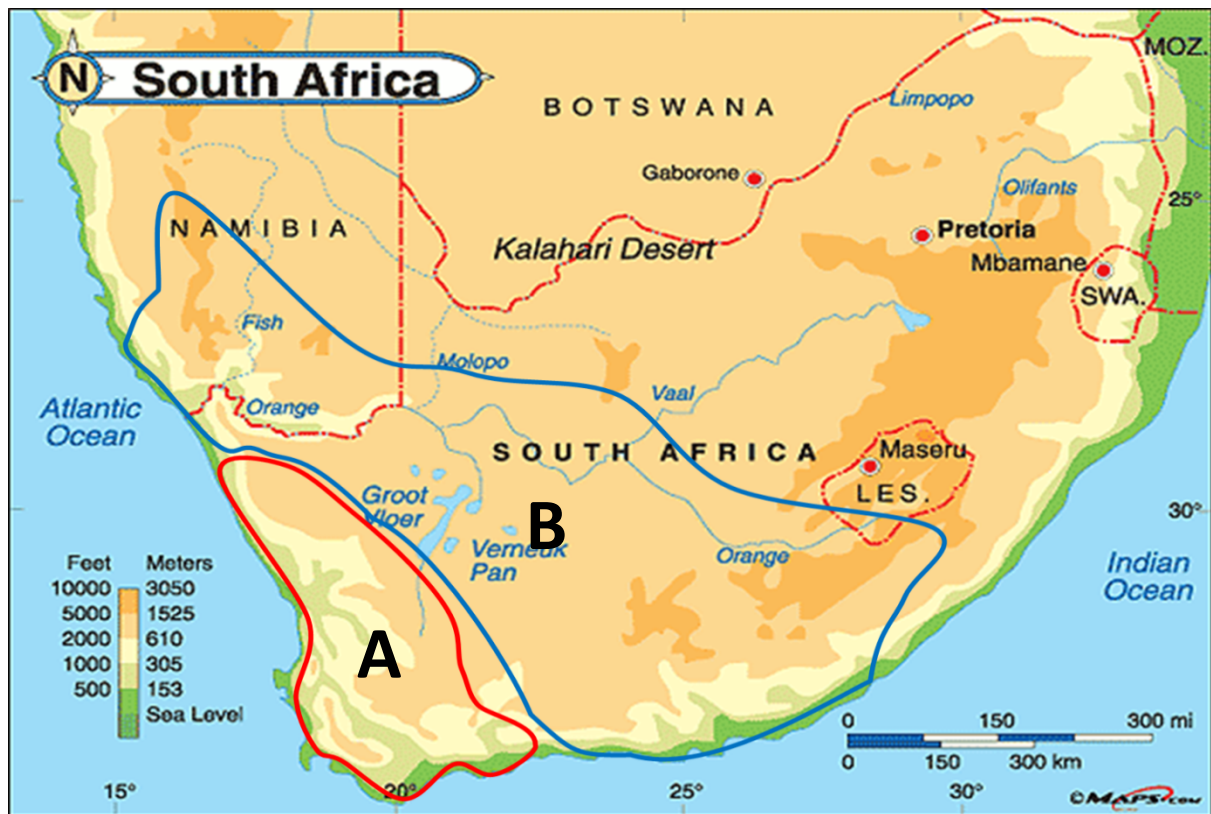 MOZ.
N South Africa
BOTSWANA
Limpopo
Gaborone
Olifants
25°
NAMIBIA
Kalahari Desert
Pretoria
Mbamane
SWA.
Fish
Molopo
Vaal
Atlantic
Ocean
Orange
SOUTH AFRICA
Maseru
LES.
Groot
Vloer
B
30°
Verneuk
Pan
Orange
Indian
Ocean
Feet Meters
10000 3050
5000 1525
2000 610
1000 305
500 153
Sea Level
A
0 150 300 mi
0 150 300 km
15° 20° 25° 30°
©MAPS.COM